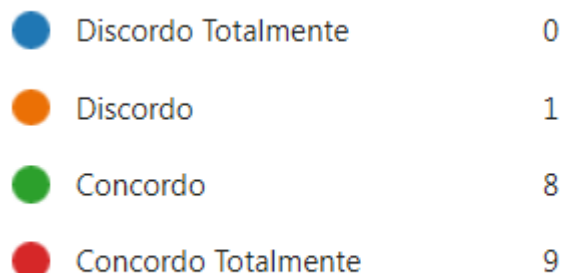 Discordo Totalmente 0
Discordo 1
Concordo 8
Concordo Totalmente 9